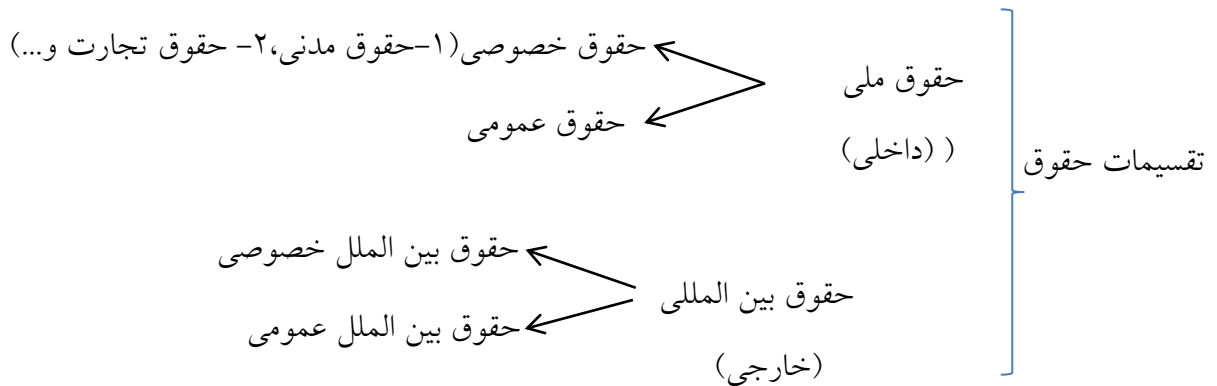 تقسیمات حقوق
حقوق ملی
( (داخلی)
حقوق خصوصی(۱-حقوق مدنی،۲- حقوق تجارت و...)
حقوق عمومی
حقوق بین المللی
(خارجی)
حقوق بین الملل خصوصی
حقوق بین الملل عمومی